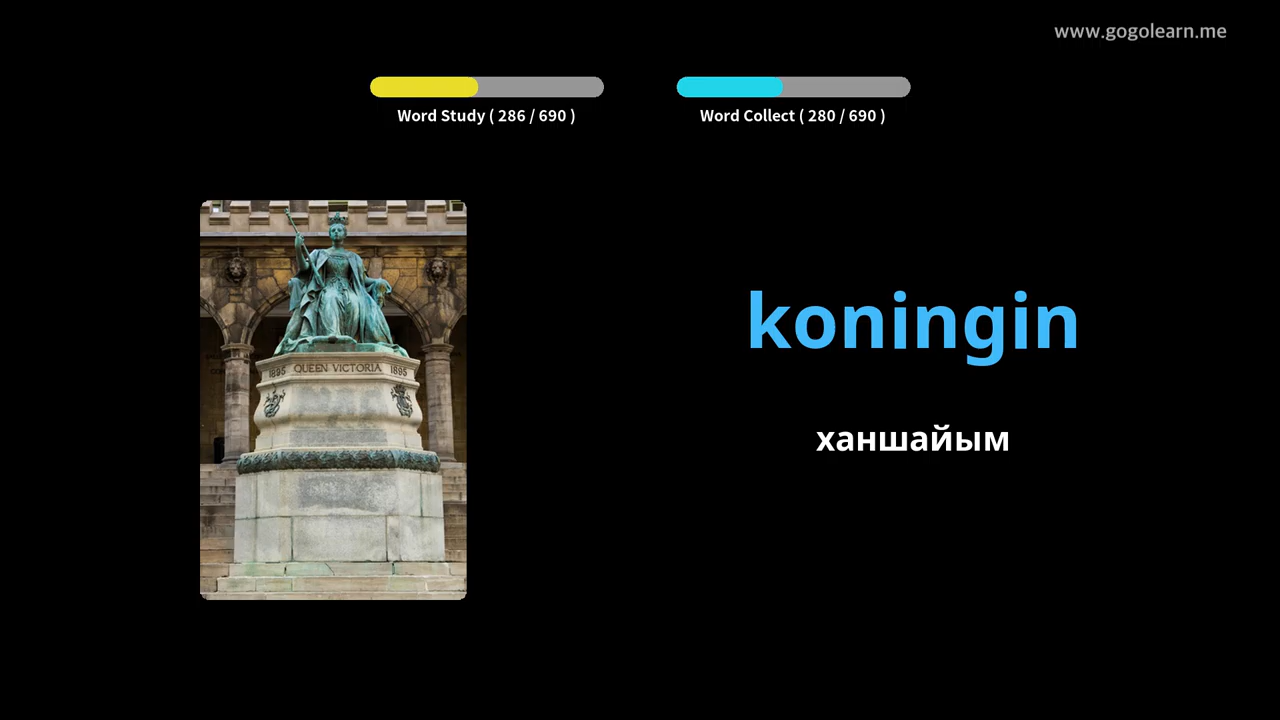 www.gogolearn.me
Word Study ( 286 / 690 )
Word Collect ( 280 / 690 )
1895 QUEEN VICTORIA 1895
koningin
ханшайым